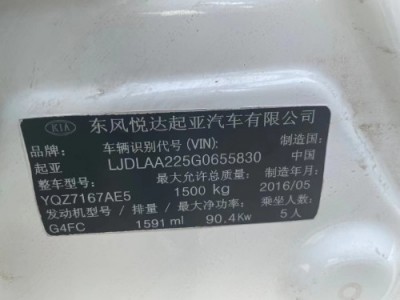 KIA 东风悦达起亚汽车有限公司
品牌: 车辆识别代号(VIN): 制造国:
起亚 LJDLAA225G0655830 中国
整车型号: 最大允许总质量: 制造年月:
YQZ7167AE5 1500 kg 2016/05
发动机型号/排量/最大净功率: 乘坐人数:
G4FC 1591 ml 90.4Kw 5人